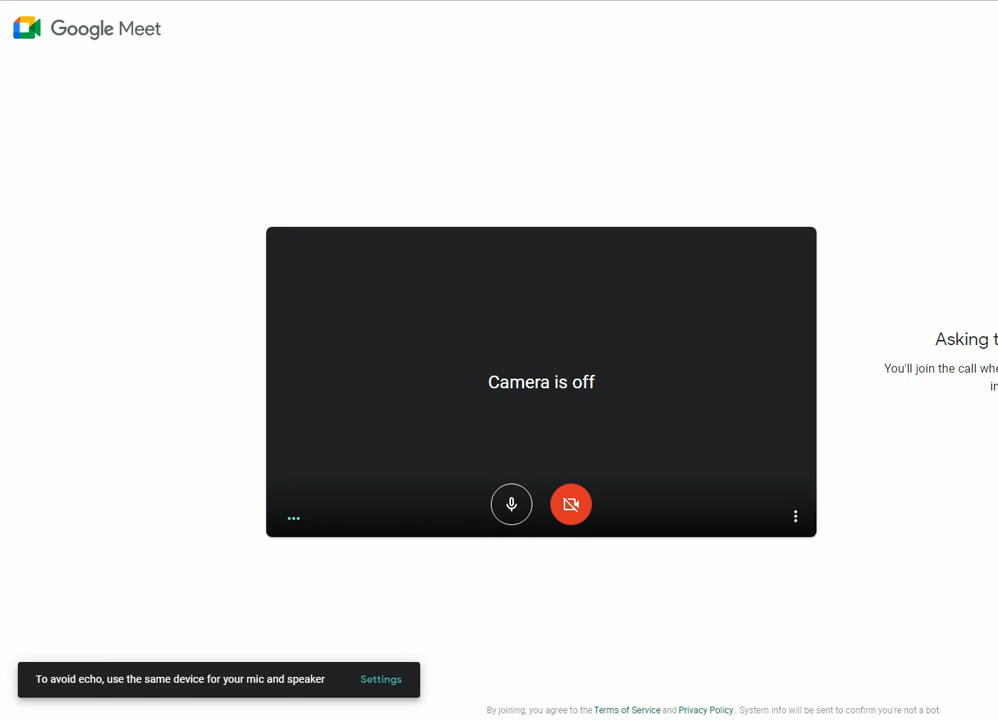 Google Meet
Asking t
You'll join the call whe
in
Camera is off
To avoid echo, use the same device for your mic and speaker Settings
By joining, you agree to the Terms of Service and Privacy Policy. System info will be sent to confirm you're not a bot.